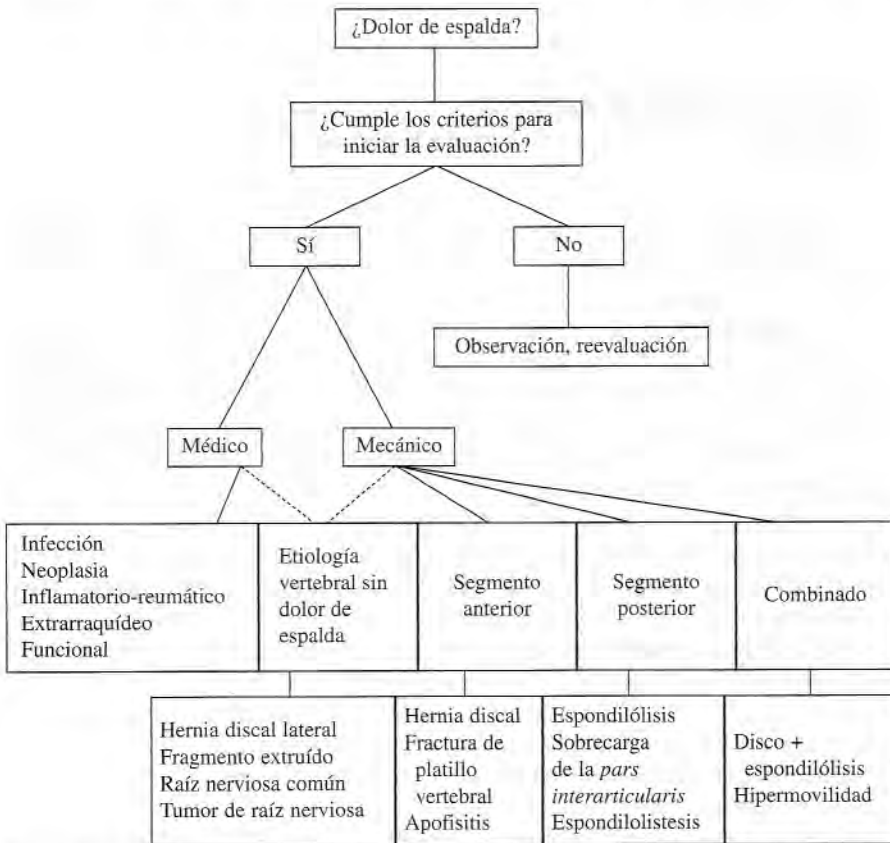 ¿Dolor de espalda?
¿Cumple los criterios para
iniciar la evaluación?
Sí
No
Observación, reevaluación
Médico
Mecánico
Infección
Neoplasia
Inflamatorio-reumático
Extrarraquídeo
Funcional
Etiología
vertebral sin
dolor de
espalda
Segmento
anterior
Segmento
posterior
Combinado
Hernia discal lateral
Fragmento extruído
Raíz nerviosa común
Tumor de raíz nerviosa
Hernia discal
Fractura de
platillo
vertebral
Apofisitis
Espondilólisis
Sobrecarga
de la pars
interarticularis
Espondilolistesis
Disco +
espondilólisis
Hipermovilidad